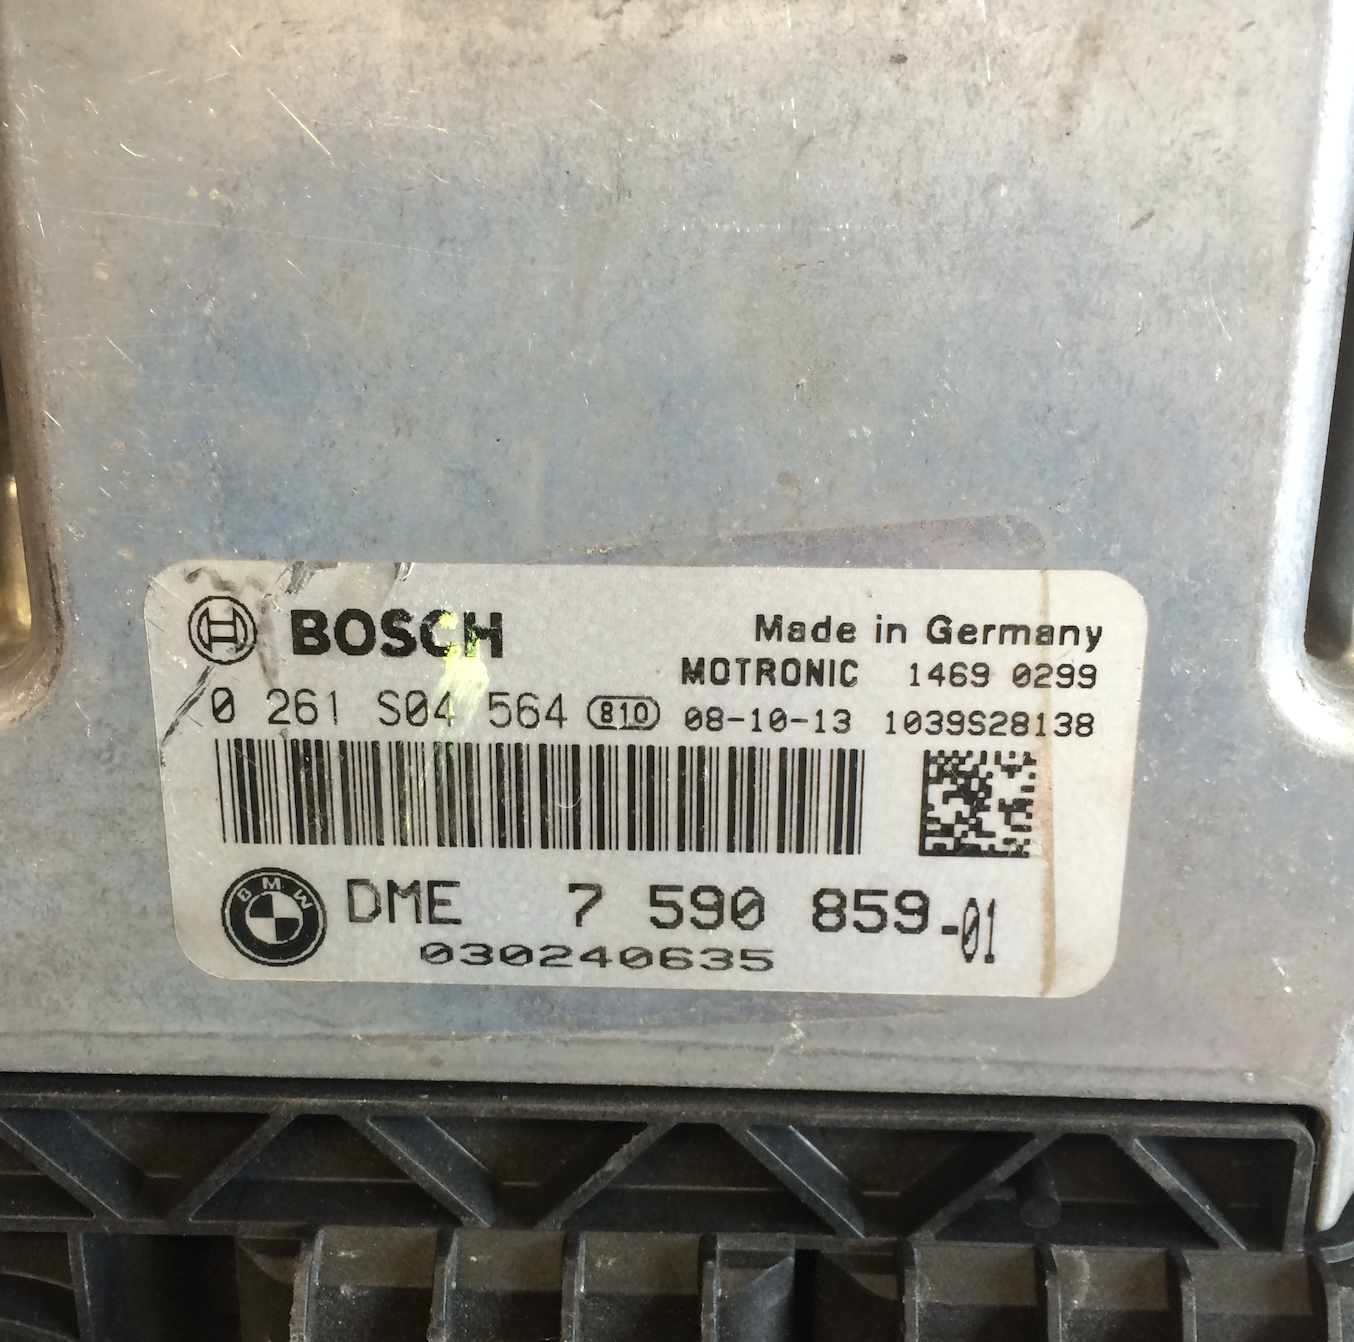 BOSCH
Made in Germany
MOTRONIC 1469 0299
0 261 S04 564 810 08-10-13 1039S28138
BMW
DME 7 590 859-01
030240635